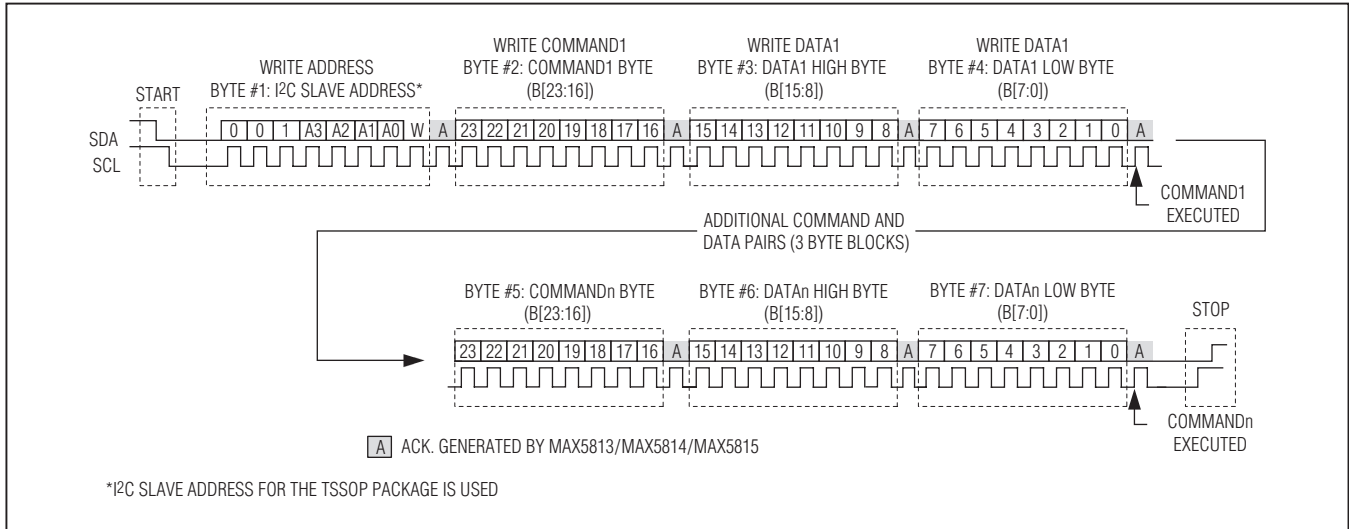 WRITE COMMAND1
BYTE #2: COMMAND1 BYTE
(B[23:16])
WRITE DATA1
BYTE #3: DATA1 HIGH BYTE
(B[15:8])
WRITE DATA1
BYTE #4: DATA1 LOW BYTE
(B[7:0])
WRITE ADDRESS
BYTE #1: I2C SLAVE ADDRESS*
START
SDA
0 0 1 A3 A2 A1 A0 W A 23 22 21 20 19 18 17 16 A 15 14 13 12 11 10 9 8 A 7 6 5 4 3 2 1 0 A
SCL
COMMAND1
EXECUTED
ADDITIONAL COMMAND AND
DATA PAIRS (3 BYTE BLOCKS)
BYTE #5: COMMANDn BYTE
(B[23:16])
BYTE #6: DATAn HIGH BYTE
(B[15:8])
BYTE #7: DATAn LOW BYTE
(B[7:0])
STOP
23 22 21 20 19 18 17 16 A 15 14 13 12 11 10 9 8 A 7 6 5 4 3 2 1 0 A
COMMANDn
EXECUTED
A ACK. GENERATED BY MAX5813/MAX5814/MAX5815
*I2C SLAVE ADDRESS FOR THE TSSOP PACKAGE IS USED